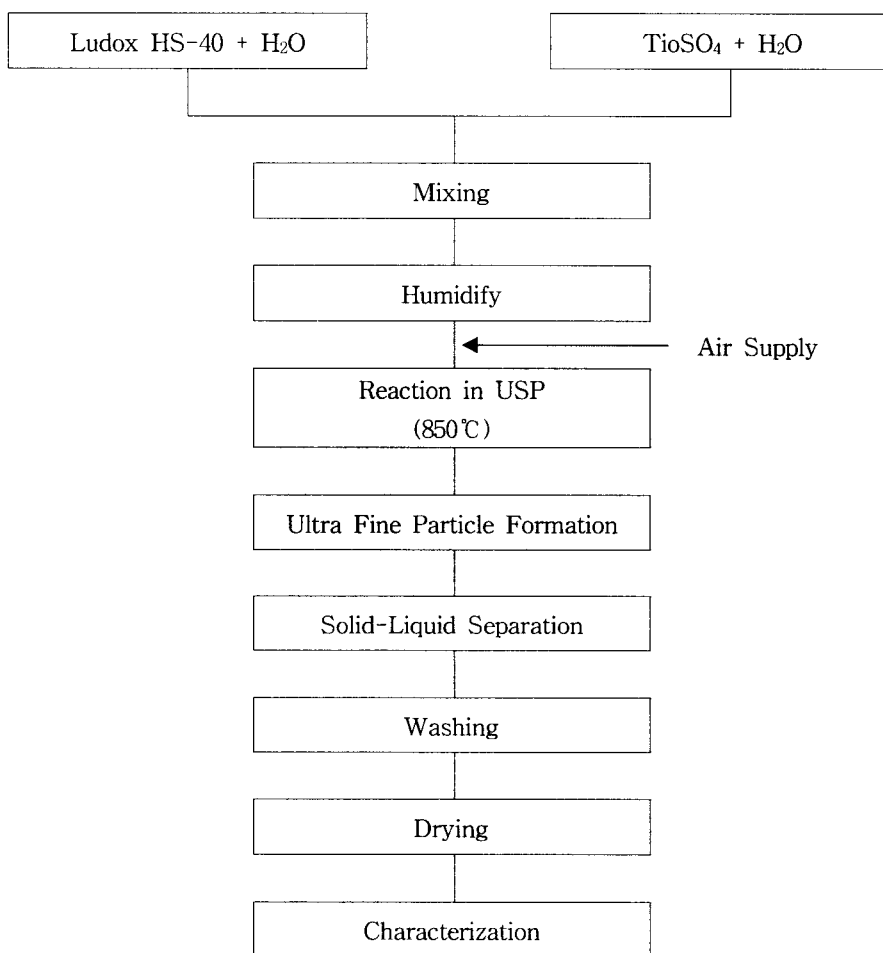 Ludox HS-40 + H₂O
TioSO₄ + H₂O
Mixing
Humidify
Air Supply
Reaction in USP
(850℃)
Ultra Fine Particle Formation
Solid-Liquid Separation
Washing
Drying
Characterization